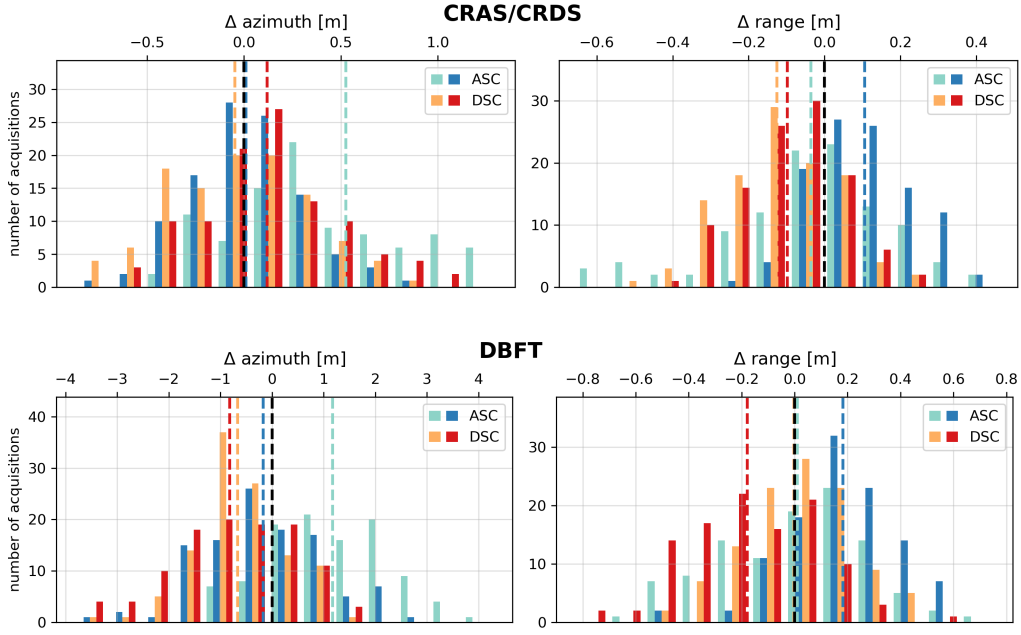 CRAS/CRDS
Δ azimuth [m]
−0.5 0.0 0.5 1.0
number of acquisitions
30
25
20
15
10
5
0
ASC
DSC
Δ range [m]
−0.6 −0.4 −0.2 0.0 0.2 0.4
30
20
10
0
ASC
DSC
DBFT
Δ azimuth [m]
−4 −3 −2 −1 0 1 2 3 4
number of acquisitions
40
30
20
10
0
ASC
DSC
Δ range [m]
−0.8 −0.6 −0.4 −0.2 0.0 0.2 0.4 0.6 0.8
30
20
10
0
ASC
DSC